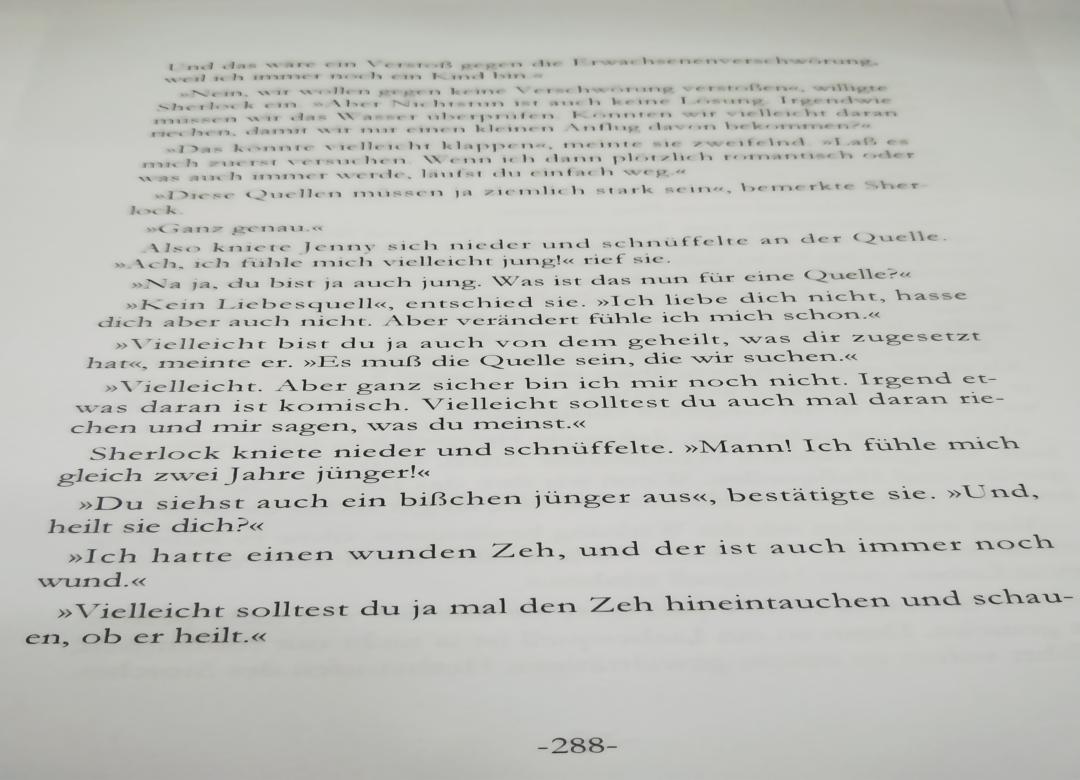 Und das wäre ein Verstoß gegen die Erwachsenenverschwörung,
weil ich immer noch ein Kind bin.«
»Nein, wir wollen gegen keine Verschwörung verstoßen«, willigte
Sherlock ein. »Aber Nichtstun ist auch keine Lösung. Irgendwie
müssen wir das Wasser überprüfen. Könnten wir vielleicht daran
riechen, damit wir nur einen kleinen Anflug davon bekommen?«
»Das könnte vielleicht klappen«, meinte sie zweifelnd. »Laß es
mich zuerst versuchen. Wenn ich dann plötzlich romantisch oder
was auch immer werde, läufst du einfach weg.«
»Diese Quellen müssen ja ziemlich stark sein«, bemerkte Sher-
lock.
»Ganz genau.«
Also kniete Jenny sich nieder und schnüffelte an der Quelle.
»Ach, ich fühle mich vielleicht jung!« rief sie.
»Na ja, du bist ja auch jung. Was ist das nun für eine Quelle?«
»Kein Liebesquell«, entschied sie. »Ich liebe dich nicht, hasse
dich aber auch nicht. Aber verändert fühle ich mich schon.«
»Vielleicht bist du ja auch von dem geheilt, was dir zugesetzt
hat«, meinte er. »Es muß die Quelle sein, die wir suchen.«
»Vielleicht. Aber ganz sicher bin ich mir noch nicht. Irgend et-
was daran ist komisch. Vielleicht solltest du auch mal daran rie-
chen und mir sagen, was du meinst.«
Sherlock kniete nieder und schnüffelte. »Mann! Ich fühle mich
gleich zwei Jahre jünger!«
»Du siehst auch ein bißchen jünger aus«, bestätigte sie. »Und,
heilt sie dich?«
»Ich hatte einen wunden Zeh, und der ist auch immer noch
wund.«
»Vielleicht solltest du ja mal den Zeh hineintauchen und schau-
en, ob er heilt.«
-288-